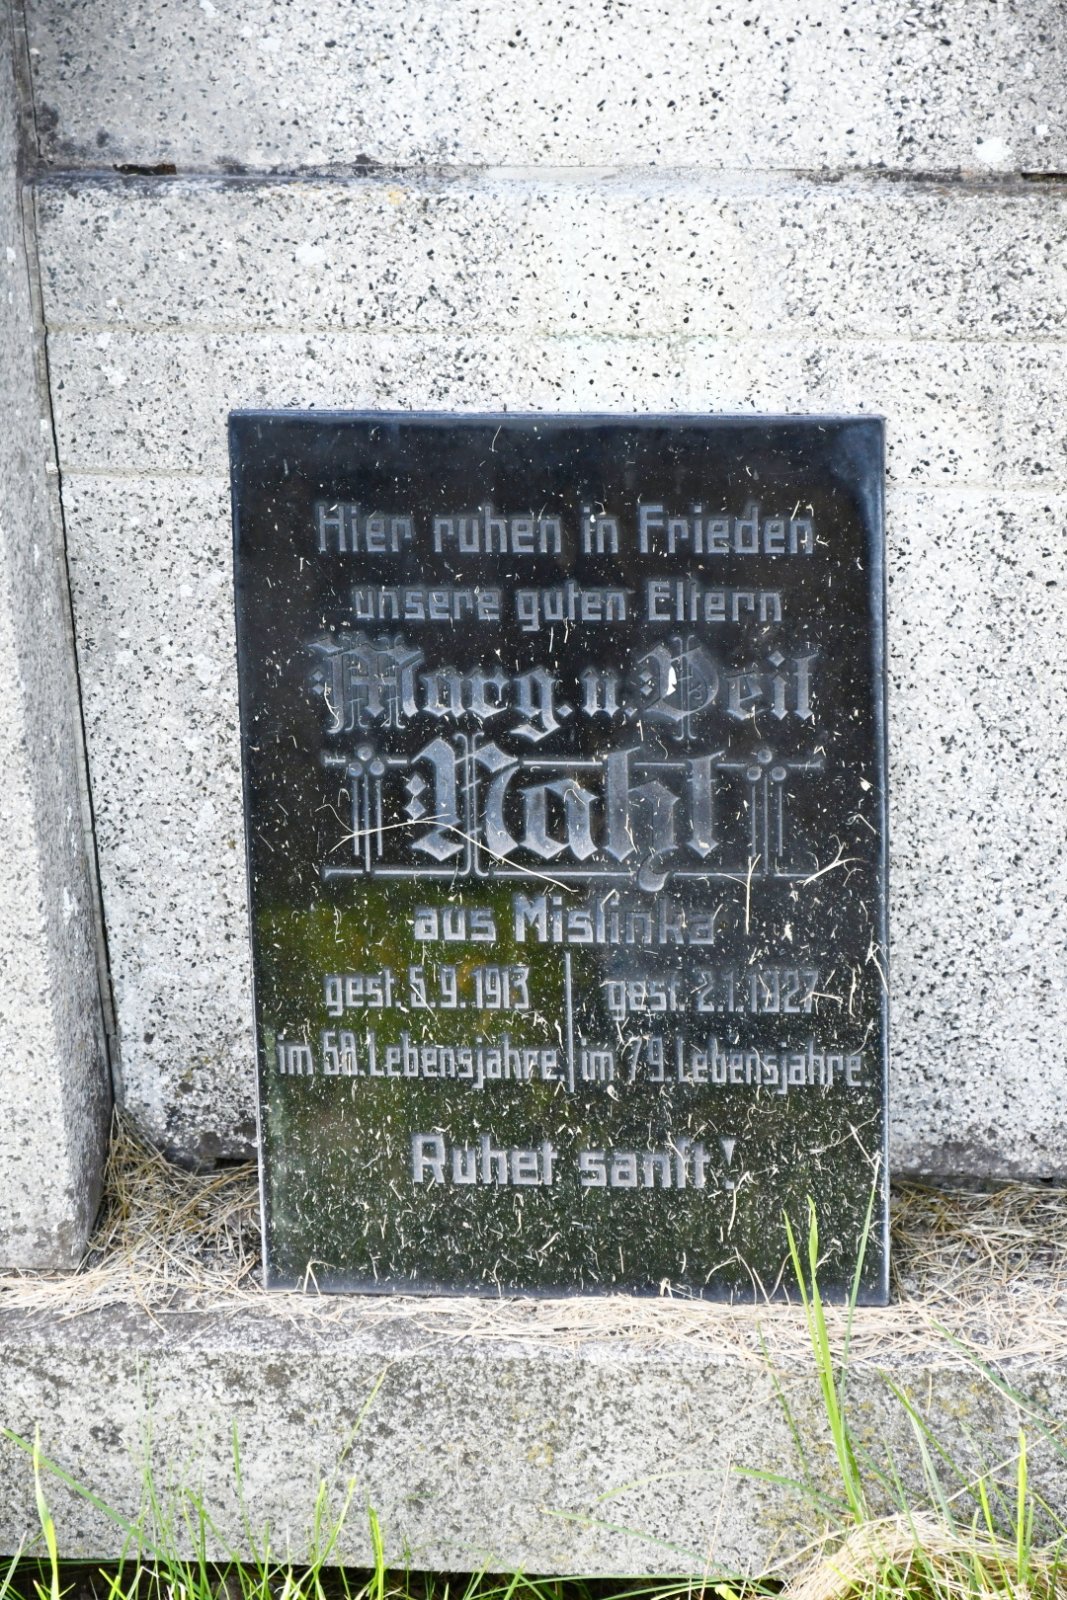 Hier ruhen in Frieden
unsere guten Eltern
Marg. u. Veit
Nahl
aus Mislinka
gest. 5.9.1913 gest. 2.1.1927
im 58. Lebensjahre. im 79. Lebensjahre.
Ruhet sanft!